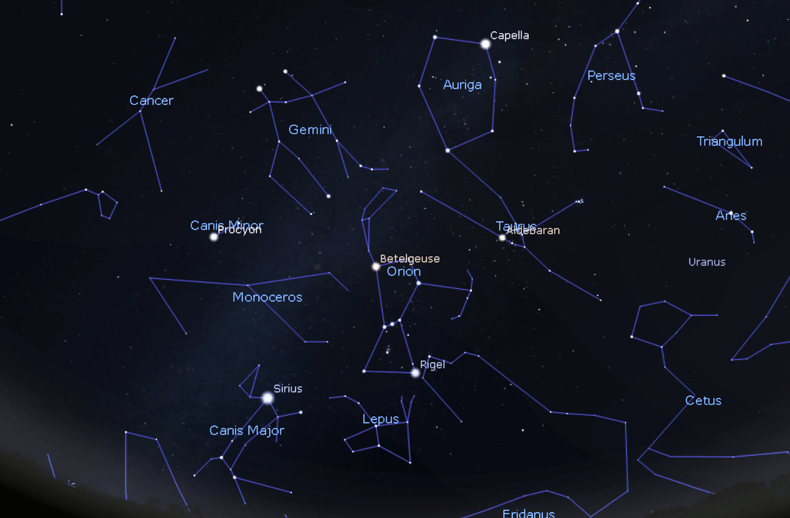 Capella
Perseus
Auriga
Cancer
Gemini
Triangulum
Aries
Canis Minor
Procyon
Taurus
Aldebaran
Betelgeuse
Uranus
Orion
Monoceros
Rigel
Sirius
Cetus
Lepus
Canis Major
Eridanus